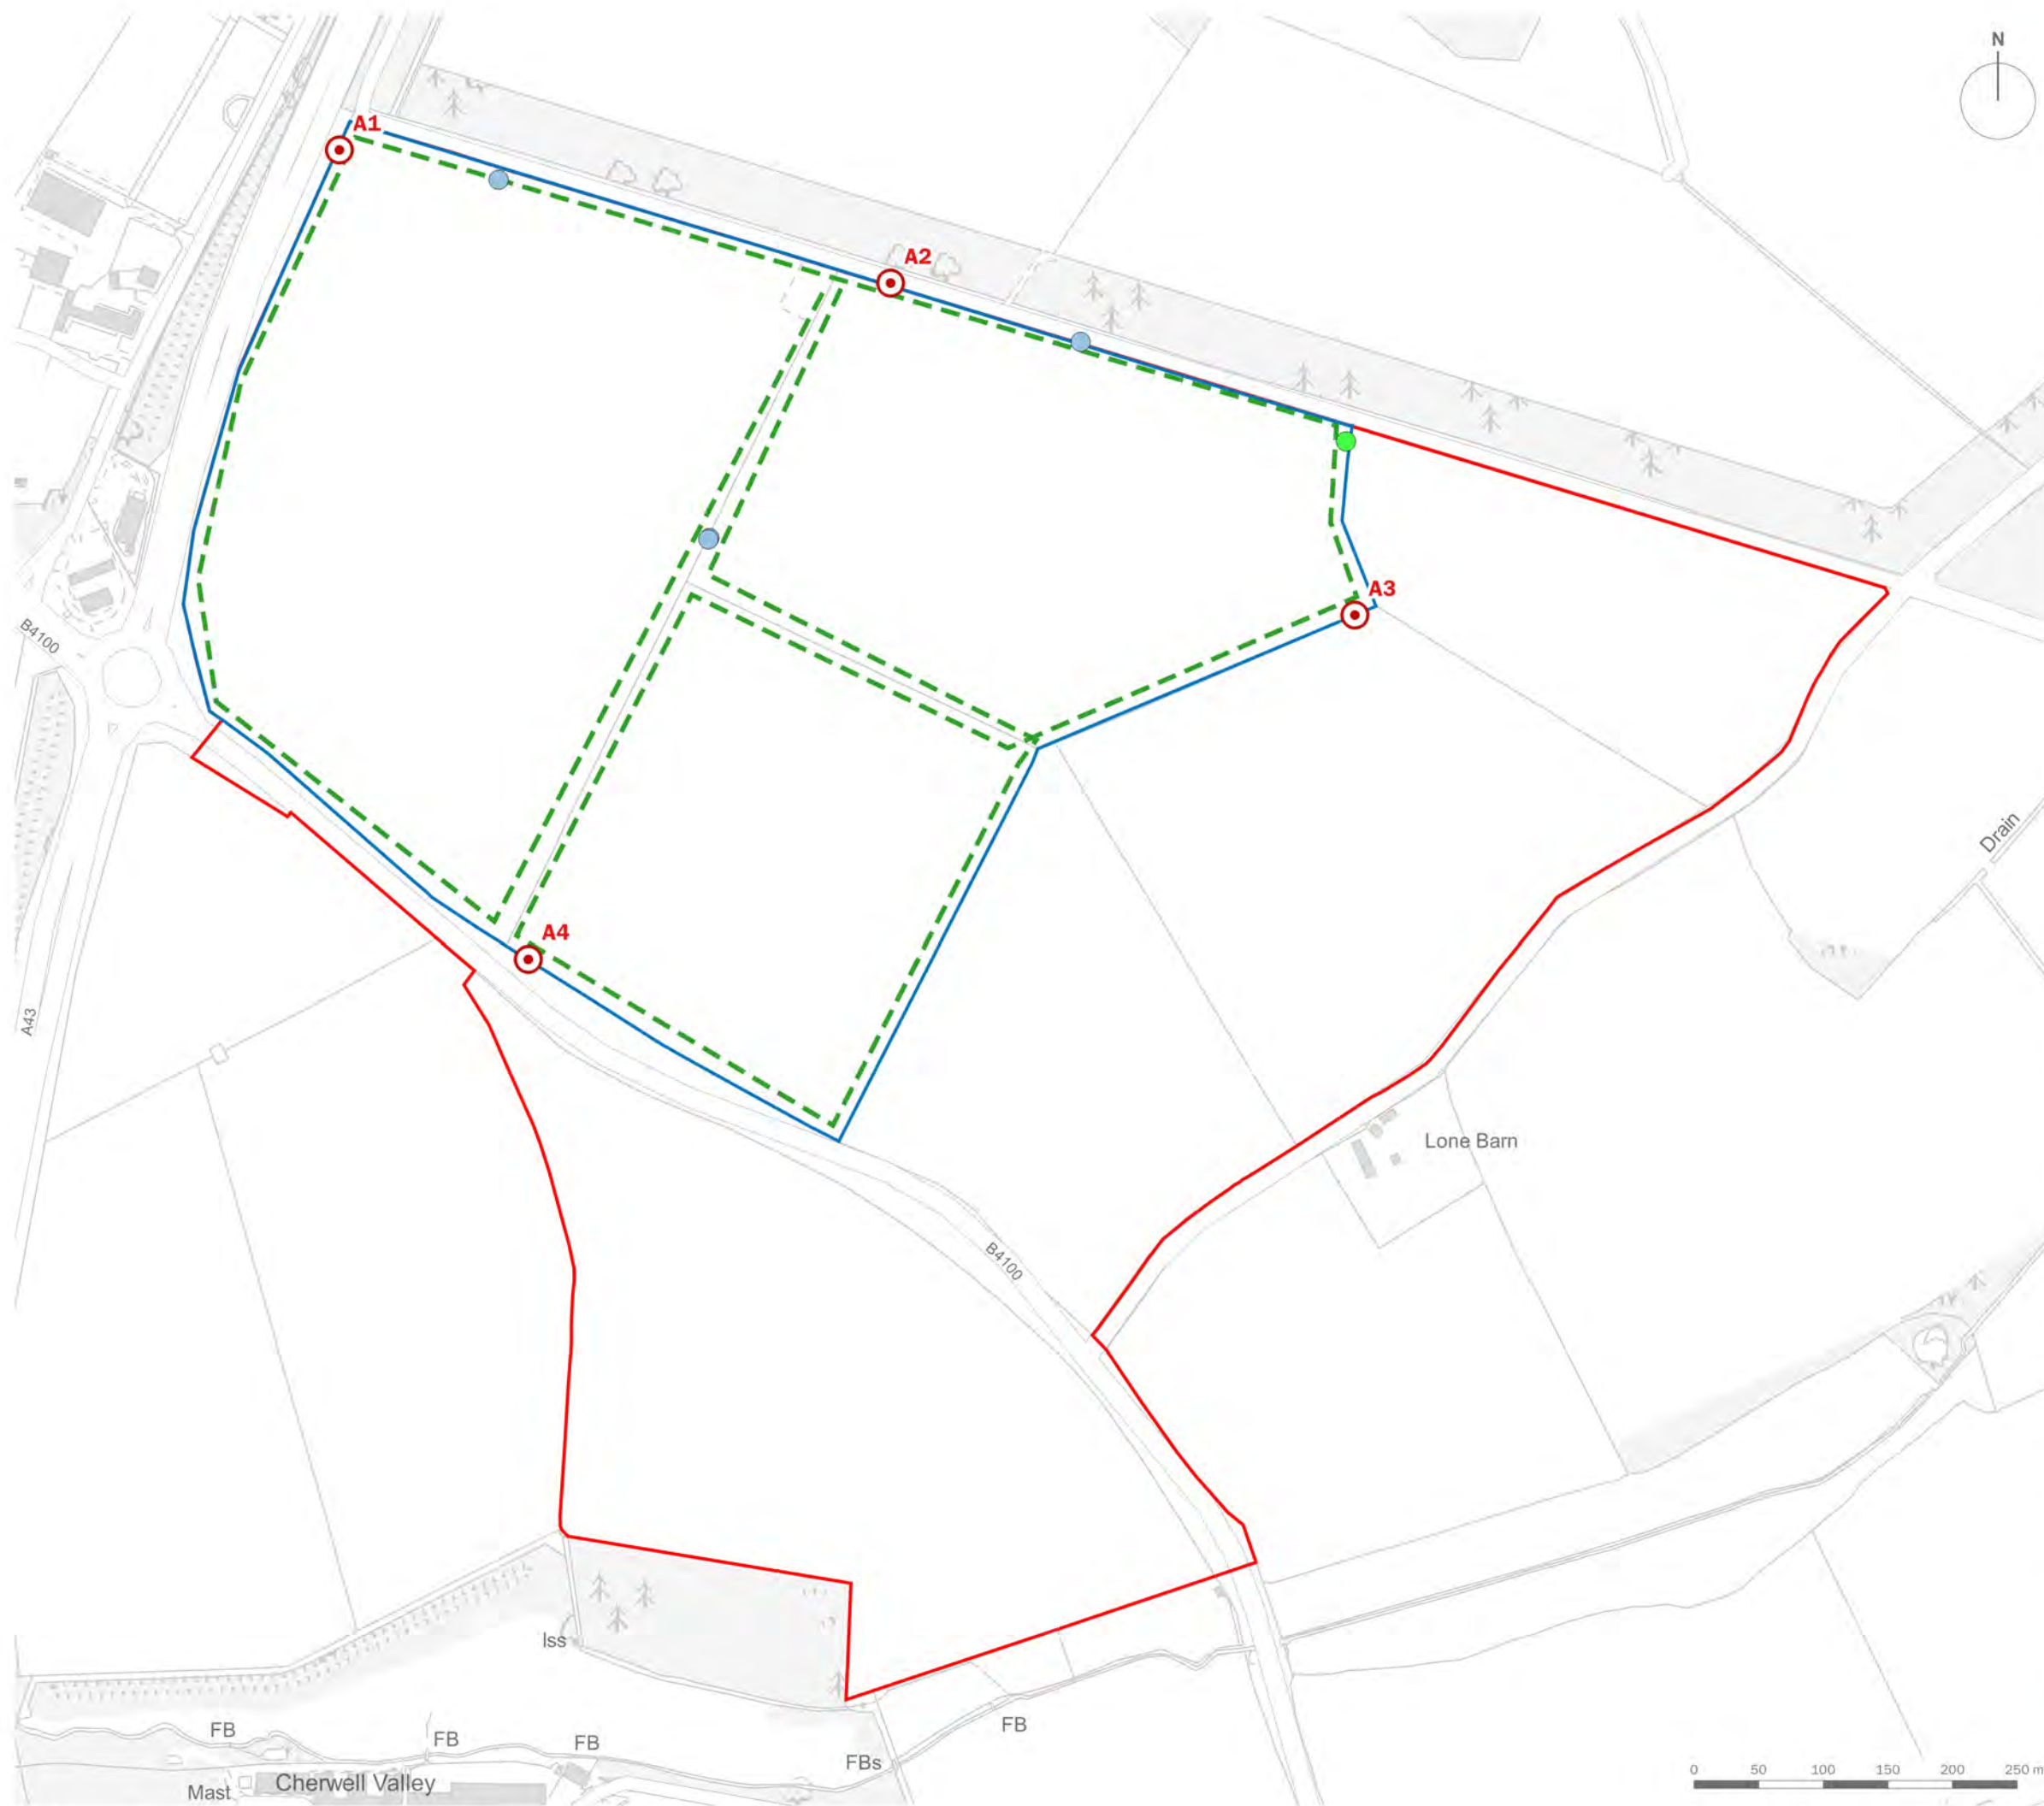 N
A1
A2
A3
B4100
Drain
A4
A43
Lone Barn
B4100
Iss
FB
FB
FB
FB
FBs
Mast
Cherwell Valley
0 50 100 150 200 250 m